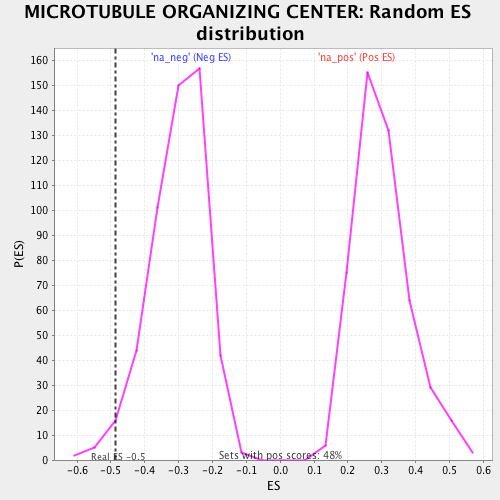 MICROTUBULE ORGANIZING CENTER: Random ES
distribution
'na_neg' (Neg ES)
'na_pos' (Pos ES)
160
150
140
130
120
110
100
90
80
70
60
50
40
30
20
10
0
P(ES)
Real ES -0.5
Sets with pos scores: 48%
-0.6 -0.5 -0.4 -0.3 -0.2 -0.1 0.0 0.1 0.2 0.3 0.4 0.5 0.6
ES